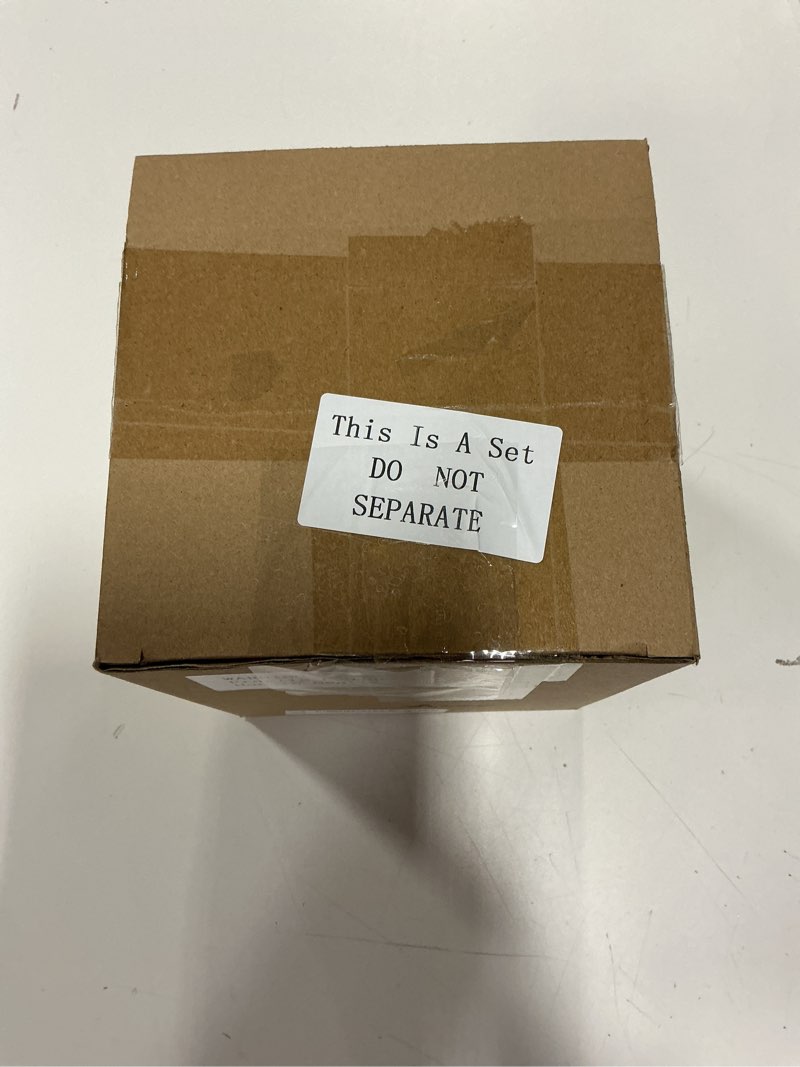 This Is A Set
DO NOT
SEPARATE